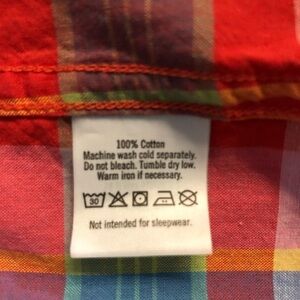 100% Cotton
Machine wash cold separately.
Do not bleach. Tumble dry low.
Warm iron if necessary.
30
Not intended for sleepwear.